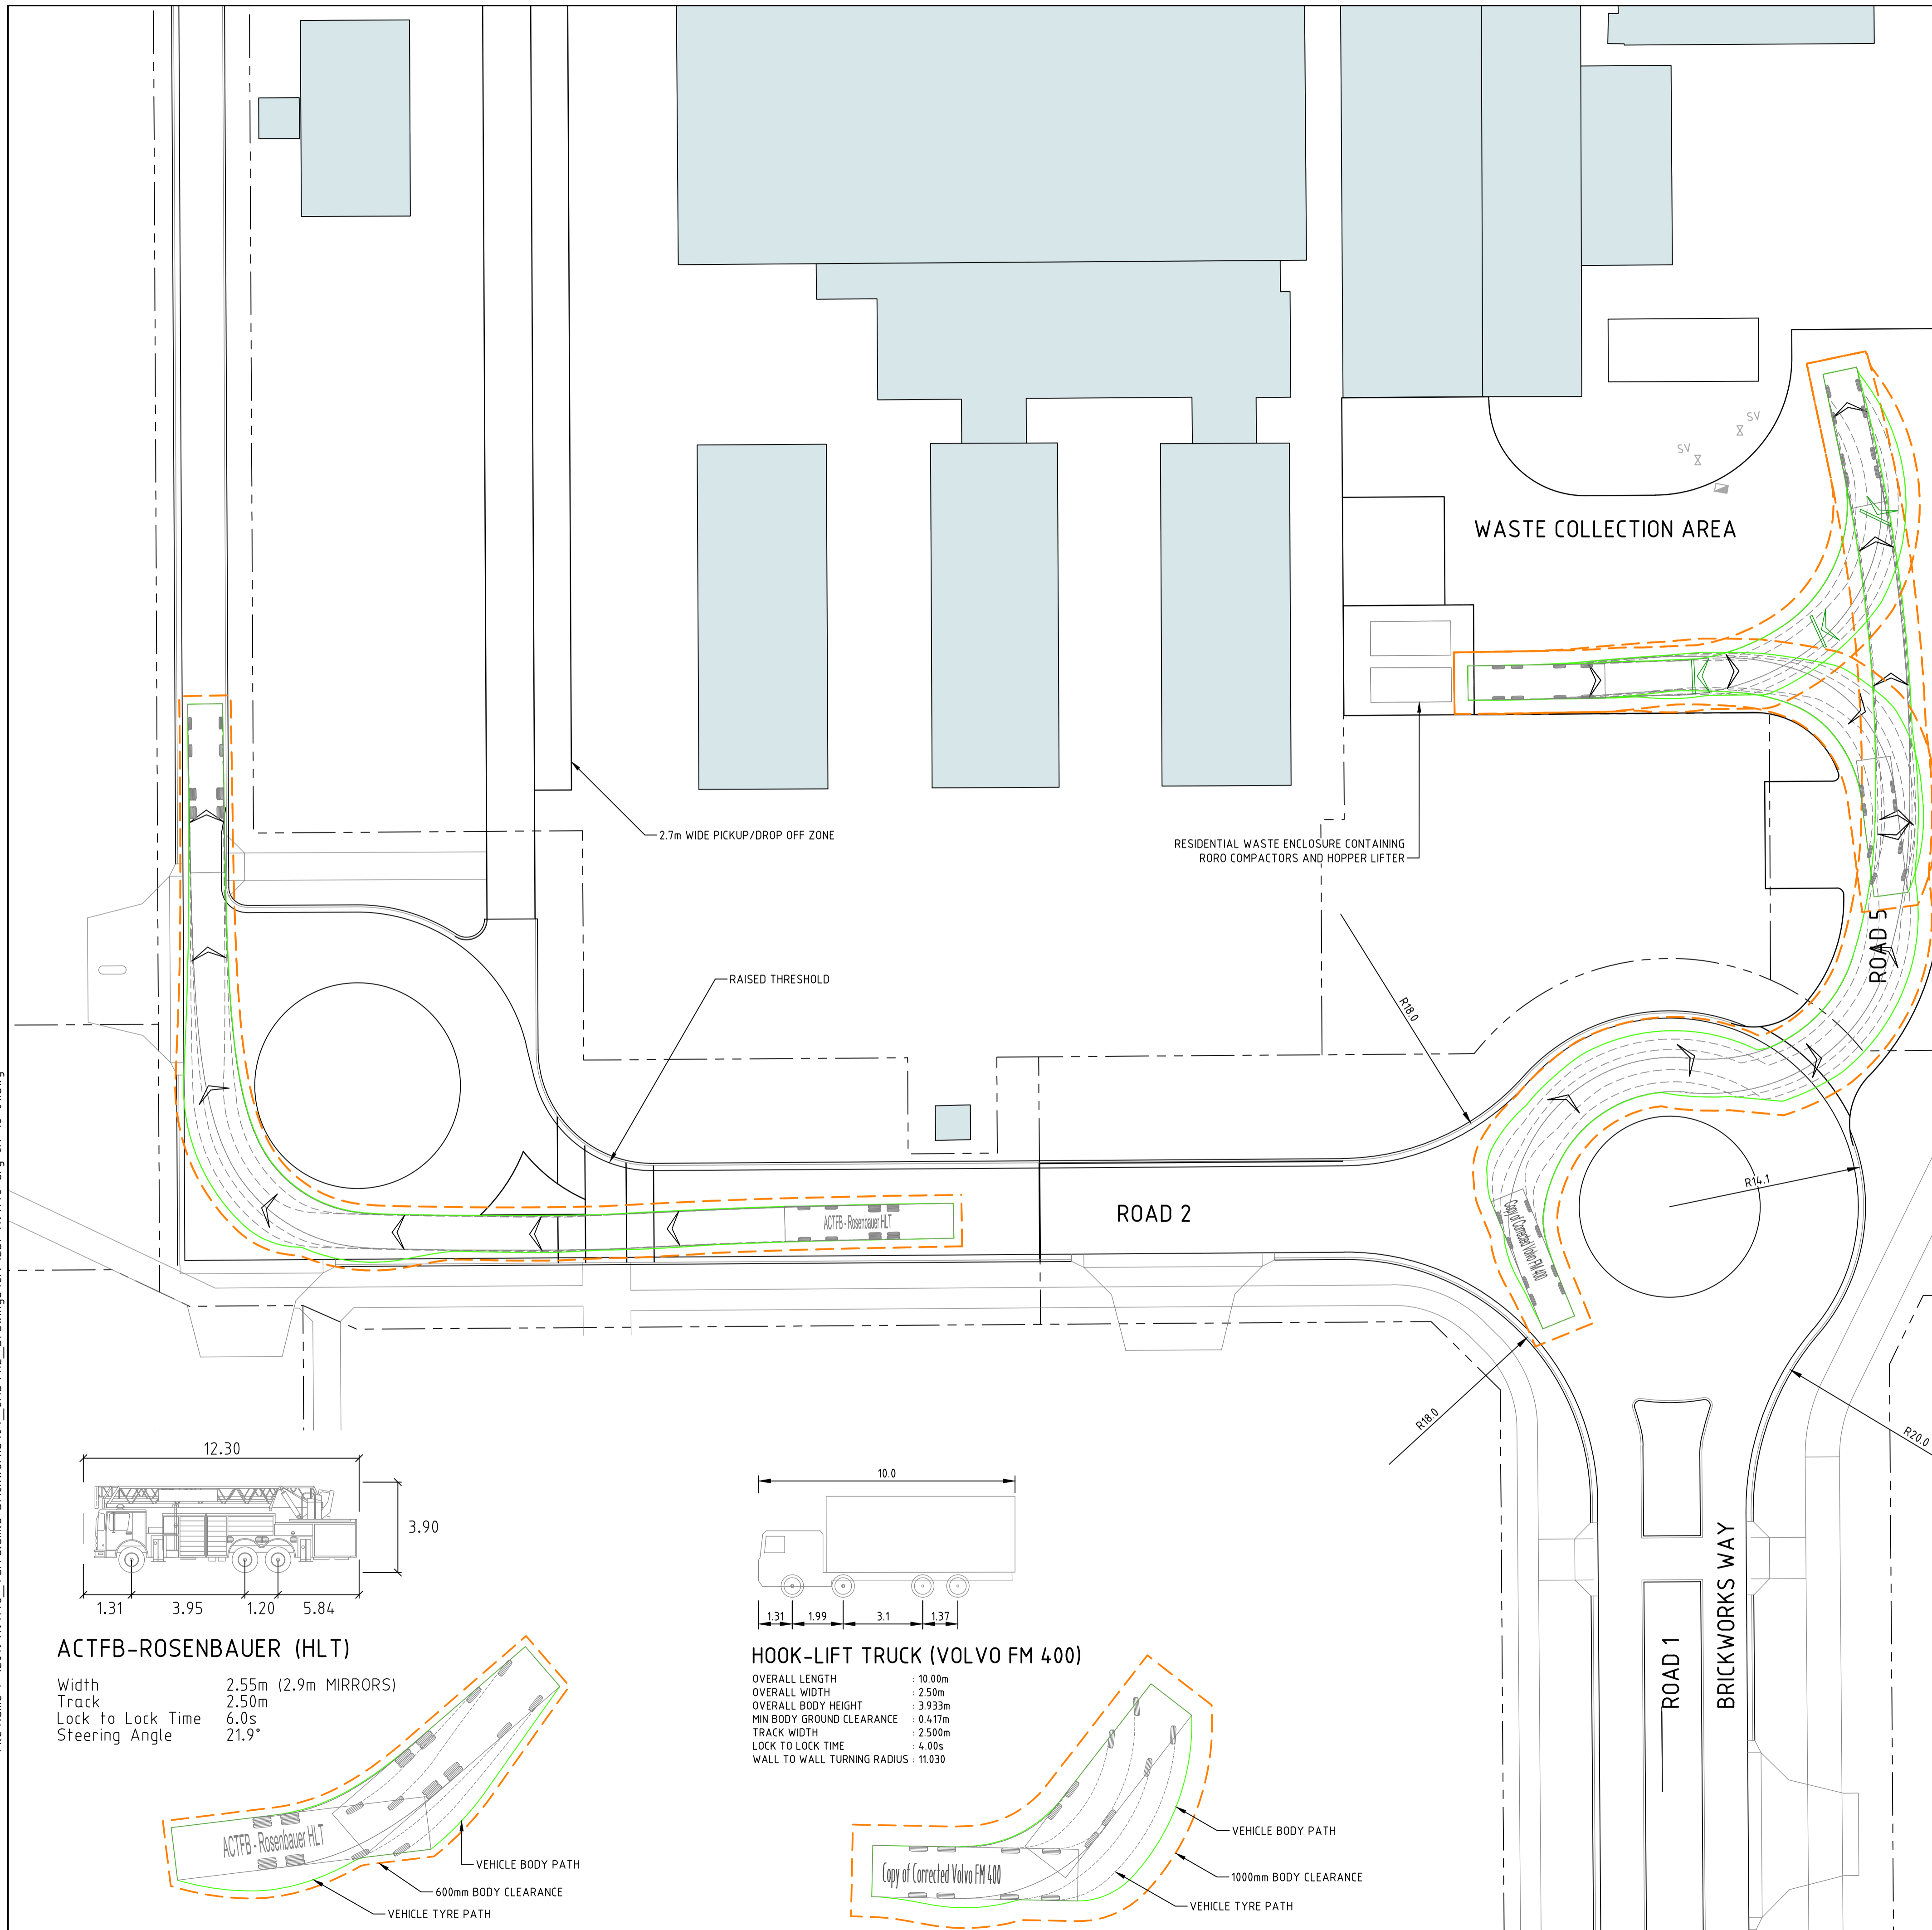 SV
SV
WASTE COLLECTION AREA
2.7m WIDE PICKUP/DROP OFF ZONE
RESIDENTIAL WASTE ENCLOSURE CONTAINING
RORO COMPACTORS AND HOPPER LIFTER
ROAD 5
RAISED THRESHOLD
R18.0
R14.1
ROAD 2
ACTFB - Rosenbauer HLT
Copy of Corrected Volvo FM 400
R18.0
R20.0
12.30
3.90
1.31 3.95 1.20 5.84
ACTFB-ROSENBAUER (HLT)
Width 2.55m (2.9m MIRRORS)
Track 2.50m
Lock to Lock Time 6.0s
Steering Angle 21.9°
ACTFB - Rosenbauer HLT
VEHICLE BODY PATH
600mm BODY CLEARANCE
VEHICLE TYRE PATH
10.0
1.31 1.99 3.1 1.37
HOOK-LIFT TRUCK (VOLVO FM 400)
OVERALL LENGTH : 10.00m
OVERALL WIDTH : 2.50m
OVERALL BODY HEIGHT : 3.933m
MIN BODY GROUND CLEARANCE : 0.417m
TRACK WIDTH : 2.500m
LOCK TO LOCK TIME : 4.00s
WALL TO WALL TURNING RADIUS : 11.030
Copy of Corrected Volvo FM 400
VEHICLE BODY PATH
1000mm BODY CLEARANCE
VEHICLE TYRE PATH
ROAD 1
BRICKWORKS WAY